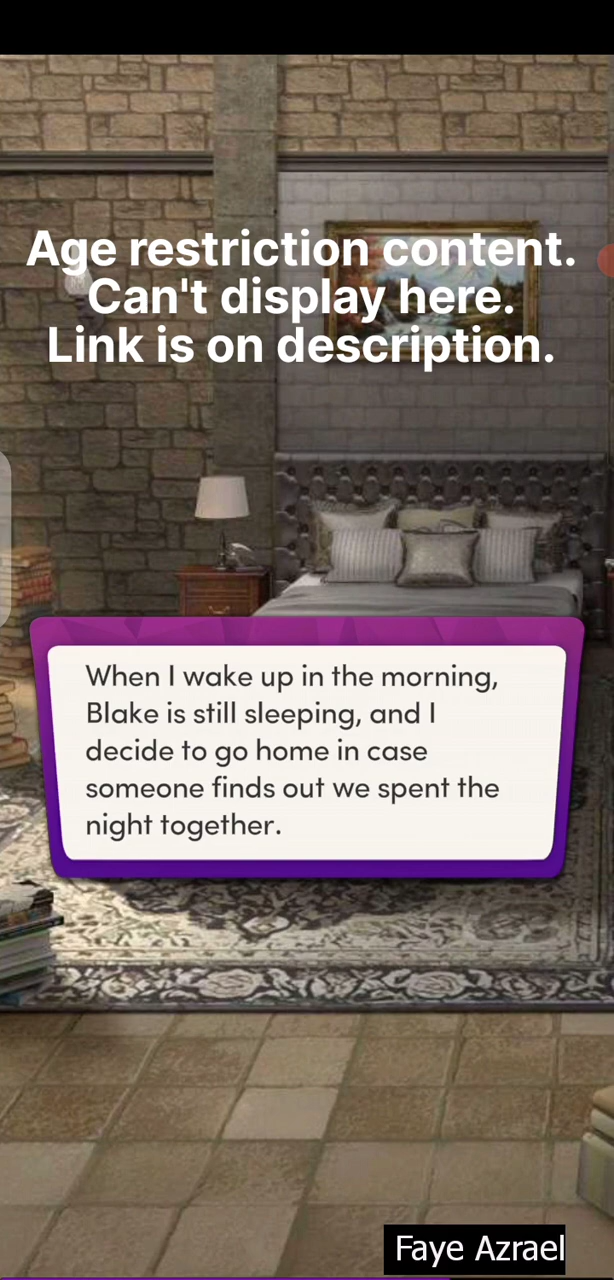 Age restriction content.
Can't display here.
Link is on description.
When I wake up in the morning,
Blake is still sleeping, and I
decide to go home in case
someone finds out we spent the
night together.
Faye Azrael